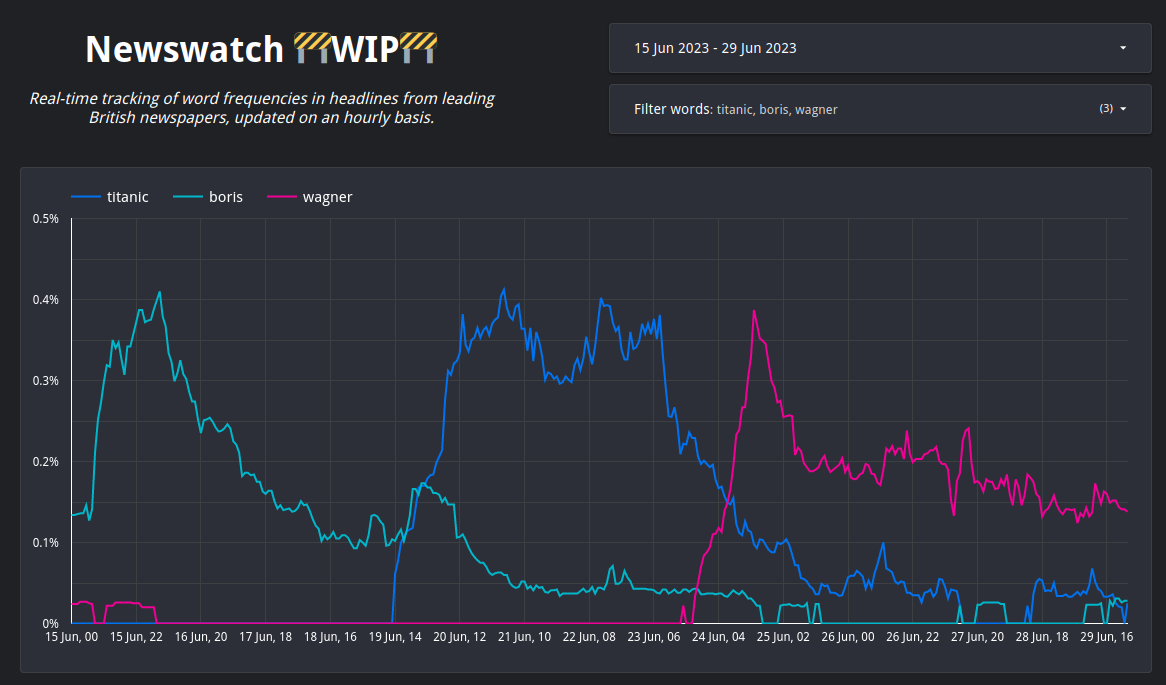 Newswatch 🚧WIP🚧
Real-time tracking of word frequencies in headlines from leading
British newspapers, updated on an hourly basis.
15 Jun 2023 - 29 Jun 2023
Filter words: titanic, boris, wagner (3)
titanic boris wagner
0.5%
0.4%
0.3%
0.2%
0.1%
0%
15 Jun, 00 15 Jun, 22 16 Jun, 20 17 Jun, 18 18 Jun, 16 19 Jun, 14 20 Jun, 12 21 Jun, 10 22 Jun, 08 23 Jun, 06 24 Jun, 04 25 Jun, 02 26 Jun, 00 26 Jun, 22 27 Jun, 20 28 Jun, 18 29 Jun, 16